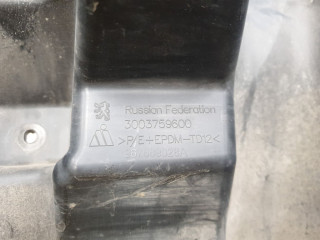 Russian Federation
3003759600
>P/E+EPDM-TD12<